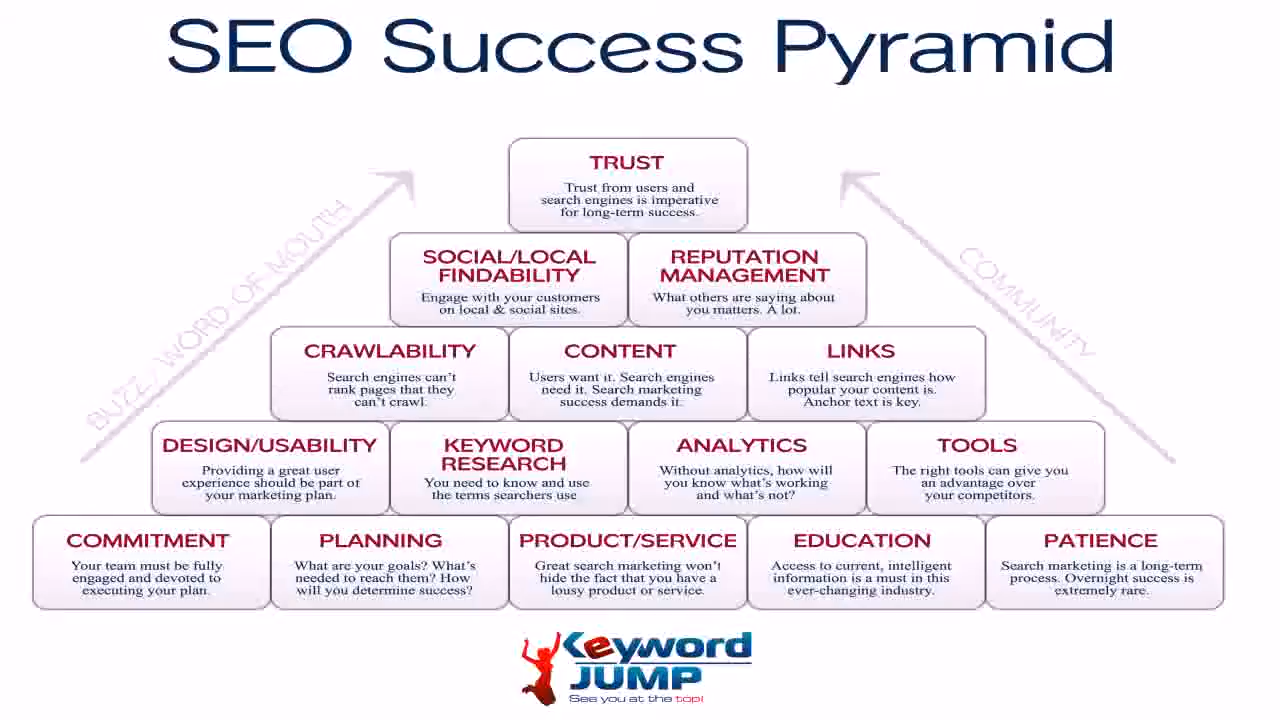 SEO Success Pyramid
TRUST
Trust from users and
search engines is imperative
for long-term success.
BUZZ / WORD OF MOUTH
COMMUNITY
SOCIAL/LOCAL
FINDABILITY
Engage with your customers
on local & social sites.
REPUTATION
MANAGEMENT
What others are saying about
you matters. A lot.
CRAWLABILITY
Search engines can't
rank pages that they
can't crawl.
CONTENT
Users want it. Search engines
need it. Search marketing
success demands it.
LINKS
Links tell search engines how
popular your content is.
Anchor text is key.
DESIGN/USABILITY
Providing a great user
experience should be part of
your marketing plan.
KEYWORD
RESEARCH
You need to know and use
the terms searchers use
ANALYTICS
Without analytics, how will
you know what's working
and what's not?
TOOLS
The right tools can give you
an advantage over
your competitors.
COMMITMENT
Your team must be fully
engaged and devoted to
executing your plan.
PLANNING
What are your goals? What's
needed to reach them? How
will you determine success?
PRODUCT/SERVICE
Great search marketing won't
hide the fact that you have a
lousy product or service.
EDUCATION
Access to current, intelligent
information is a must in this
ever-changing industry.
PATIENCE
Search marketing is a long-term
process. Overnight success is
extremely rare.
Keyword
JUMP
See you at the top!